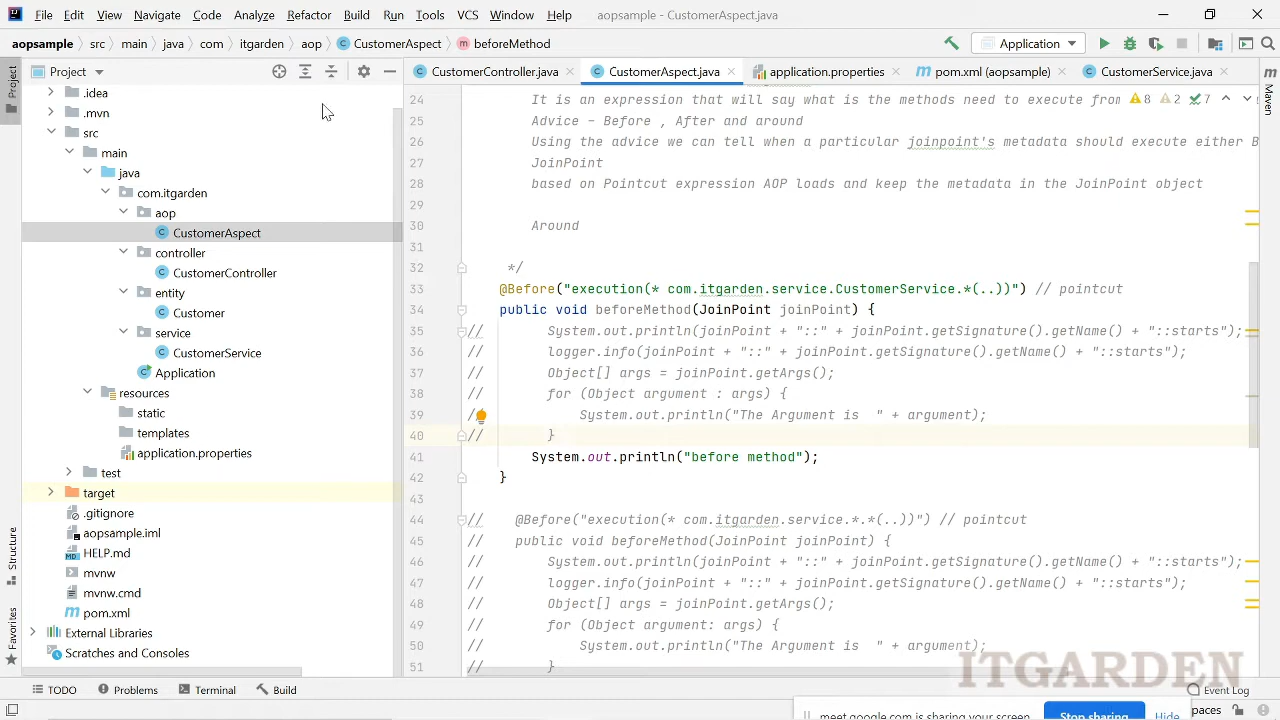 File Edit View Navigate Code Analyze Refactor Build Run Tools VCS Window Help aopsample - CustomerAspect.java
aopsample src main java com itgarden aop CustomerAspect beforeMethod Application
Project CustomerController.java CustomerAspect.java application.properties pom.xml (aopsample) CustomerService.java
Project
Maven
Structure
Favorites
.idea
.mvn
src
main
java
com.itgarden
aop
CustomerAspect
controller
CustomerController
entity
Customer
service
CustomerService
Application
resources
static
templates
application.properties
test
target
.gitignore
aopsample.iml
HELP.md
mvnw
mvnw.cmd
pom.xml
External Libraries
Scratches and Consoles
8 2 7
24 It is an expression that will say what is the methods need to execute from
25 Advice - Before , After and around
26 Using the advice we can tell when a particular joinpoint's metadata should execute either B
27 JoinPoint
28 based on Pointcut expression AOP loads and keep the metadata in the JoinPoint object
29
30 Around
31
32 */
33 @Before("execution(* com.itgarden.service.CustomerService.*(..))") // pointcut
34 public void beforeMethod(JoinPoint joinPoint) {
35 // System.out.println(joinPoint + "::" + joinPoint.getSignature().getName() + "::starts");
36 // logger.info(joinPoint + "::" + joinPoint.getSignature().getName() + "::starts");
37 // Object[] args = joinPoint.getArgs();
38 // for (Object argument : args) {
39 / System.out.println("The Argument is  " + argument);
40 // }
41 System.out.println("before method");
42 }
43
44 // @Before("execution(* com.itgarden.service.*.*(..))") // pointcut
45 // public void beforeMethod(JoinPoint joinPoint) {
46 // System.out.println(joinPoint + "::" + joinPoint.getSignature().getName() + "::starts");
47 // logger.info(joinPoint + "::" + joinPoint.getSignature().getName() + "::starts");
48 // Object[] args = joinPoint.getArgs();
49 // for (Object argument: args) {
50 // System.out.println("The Argument is  " + argument);
51 // }
ITGARDEN
TODO Problems Terminal Build Event Log
meet.google.com is sharing your screen. Stop sharing Hide paces